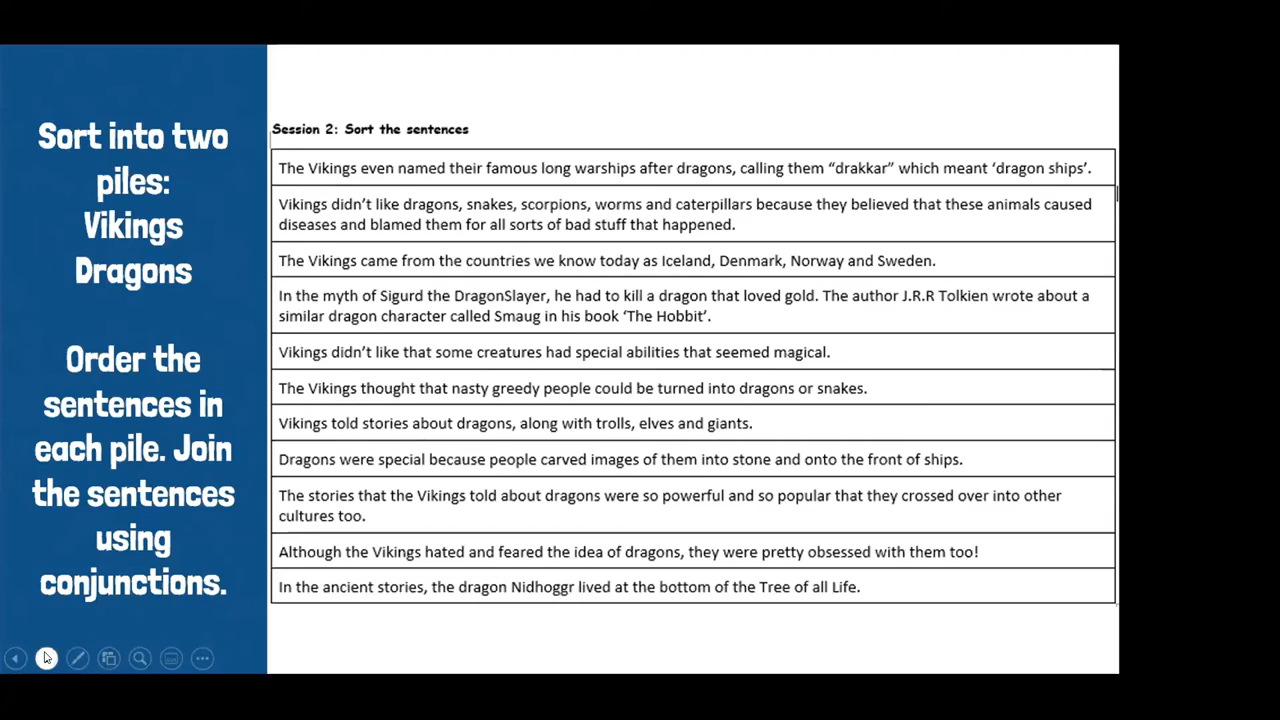 Sort into two
piles:
Vikings
Dragons
Order the
sentences in
each pile. Join
the sentences
using
conjunctions.
Session 2: Sort the sentences
The Vikings even named their famous long warships after dragons, calling them “drakkar” which meant ‘dragon ships’.
Vikings didn’t like dragons, snakes, scorpions, worms and caterpillars because they believed that these animals caused
diseases and blamed them for all sorts of bad stuff that happened.
The Vikings came from the countries we know today as Iceland, Denmark, Norway and Sweden.
In the myth of Sigurd the DragonSlayer, he had to kill a dragon that loved gold. The author J.R.R Tolkien wrote about a
similar dragon character called Smaug in his book ‘The Hobbit’.
Vikings didn’t like that some creatures had special abilities that seemed magical.
The Vikings thought that nasty greedy people could be turned into dragons or snakes.
Vikings told stories about dragons, along with trolls, elves and giants.
Dragons were special because people carved images of them into stone and onto the front of ships.
The stories that the Vikings told about dragons were so powerful and so popular that they crossed over into other
cultures too.
Although the Vikings hated and feared the idea of dragons, they were pretty obsessed with them too!
In the ancient stories, the dragon Nidhoggr lived at the bottom of the Tree of all Life.